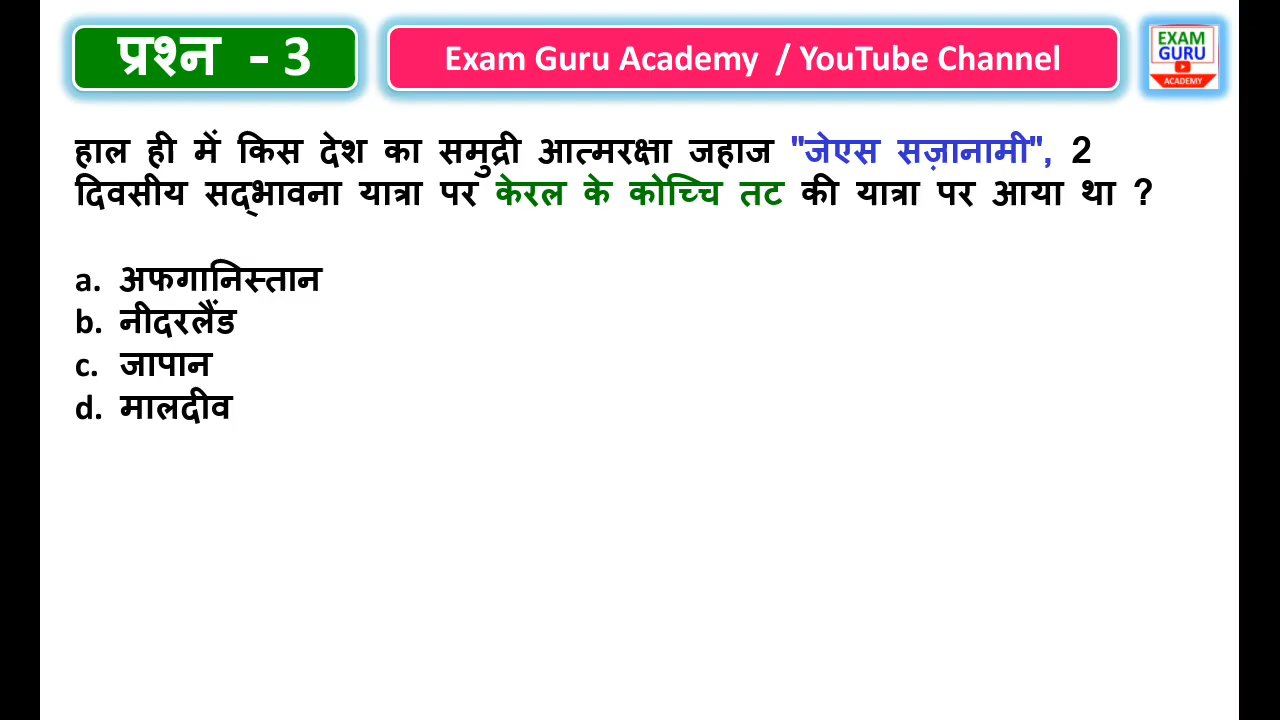 प्रश्न - 3
Exam Guru Academy / YouTube Channel
EXAM
GURU
ACADEMY
हाल ही में किस देश का समुद्री आत्मरक्षा जहाज "जेएस सज़ानामी", 2
दिवसीय सद्भावना यात्रा पर केरल के कोच्चि तट की यात्रा पर आया था ?
a. अफगानिस्तान
b. नीदरलैंड
c. जापान
d. मालदीव